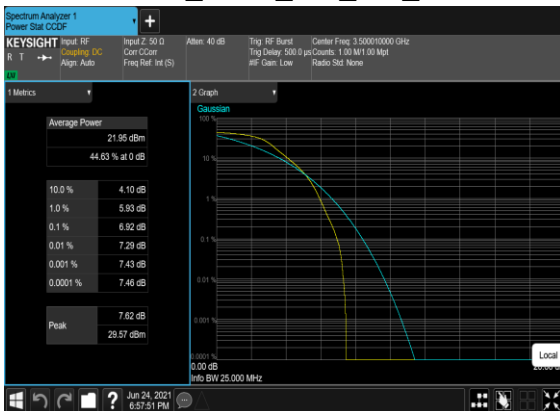 Spectrum Analyzer 1
Power Stat CCDF
+
KEYSIGHT
R T
LV
Input: RF
Coupling: DC
Align: Auto
Input Z: 50 Ω
Corr CCorr
Freq Ref: Int (S)
Atten: 40 dB
Trig: RF Burst
Trig Delay: 500.0 µs
#IF Gain: Low
Center Freq: 3.500010000 GHz
Counts: 1.00 M/1.00 Mpt
Radio Std: None
1 Metrics
Average Power
21.95 dBm
44.63 % at 0 dB
10.0 % 4.10 dB
1.0 % 5.93 dB
0.1 % 6.92 dB
0.01 % 7.29 dB
0.001 % 7.43 dB
0.0001 % 7.46 dB
Peak
7.62 dB
29.57 dBm
2 Graph
Gaussian
100 %
10 %
1 %
0.1 %
0.01 %
0.001 %
0.0001 %
0.00 dB
Info BW 25.000 MHz
Local
?
Jun 24, 2021
6:57:51 PM